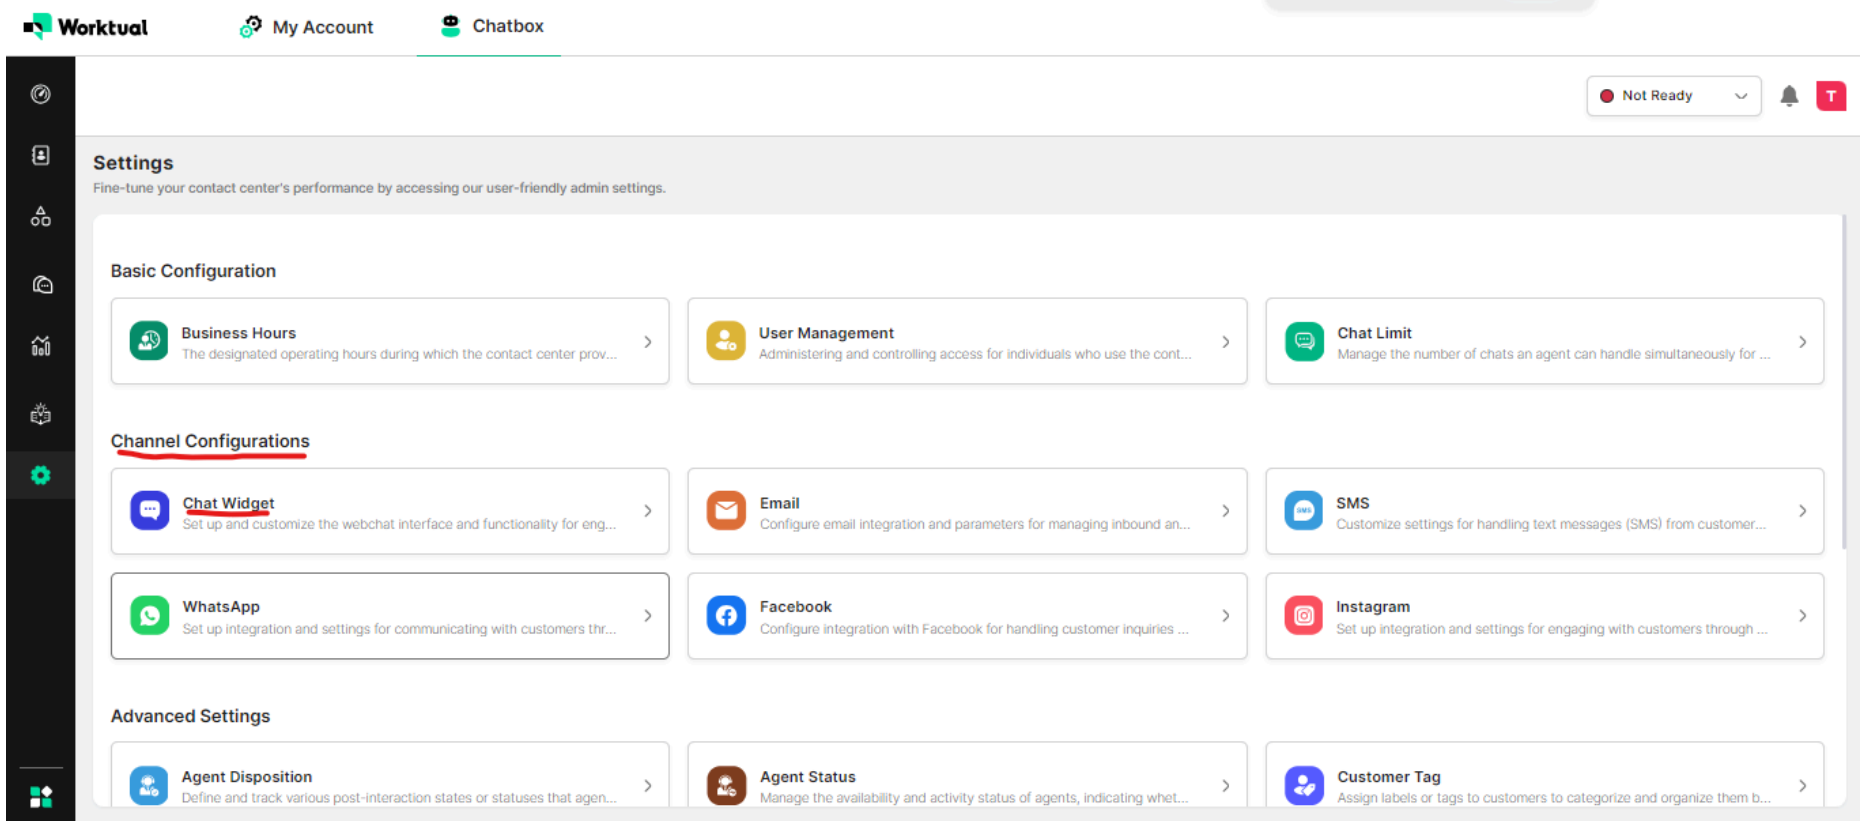 Worktual
My Account
Chatbox
Not Ready
T
Settings
Fine-tune your contact center's performance by accessing our user-friendly admin settings.
Basic Configuration
Business Hours
The designated operating hours during which the contact center prov...
User Management
Administering and controlling access for individuals who use the cont...
Chat Limit
Manage the number of chats an agent can handle simultaneously for ...
Channel Configurations
Chat Widget
Set up and customize the webchat interface and functionality for eng...
Email
Configure email integration and parameters for managing inbound an...
SMS
SMS
Customize settings for handling text messages (SMS) from customer...
WhatsApp
Set up integration and settings for communicating with customers thr...
Facebook
Configure integration with Facebook for handling customer inquiries ...
Instagram
Set up integration and settings for engaging with customers through ...
Advanced Settings
Agent Disposition
Define and track various post-interaction states or statuses that agen...
Agent Status
Manage the availability and activity status of agents, indicating whet...
Customer Tag
Assign labels or tags to customers to categorize and organize them b...